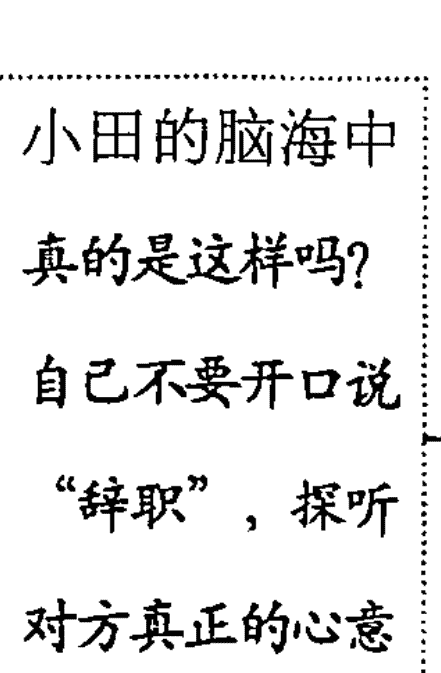 小田的脑海中
真的是这样吗?
自己不要开口说
“辞职”，探听
对方真正的心意